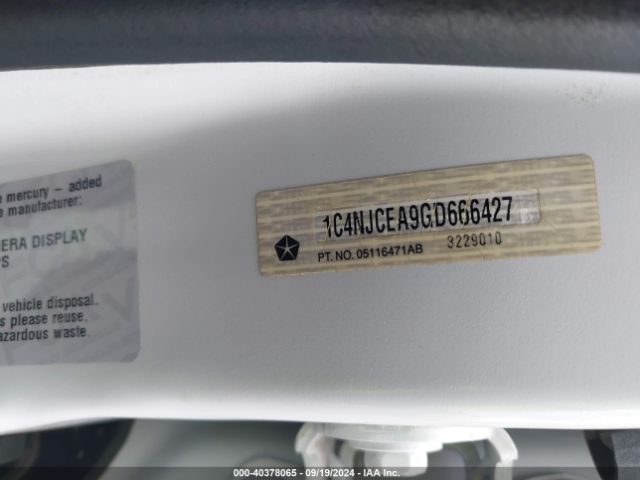 e mercury – added
e manufacturer:
ERA DISPLAY
PS
vehicle disposal.
s please reuse,
azardous waste.
1C4NJCEA9GD666427
PT. NO. 05116471AB 3229010
000-40378065 - 09/19/2024 - IAA Inc.